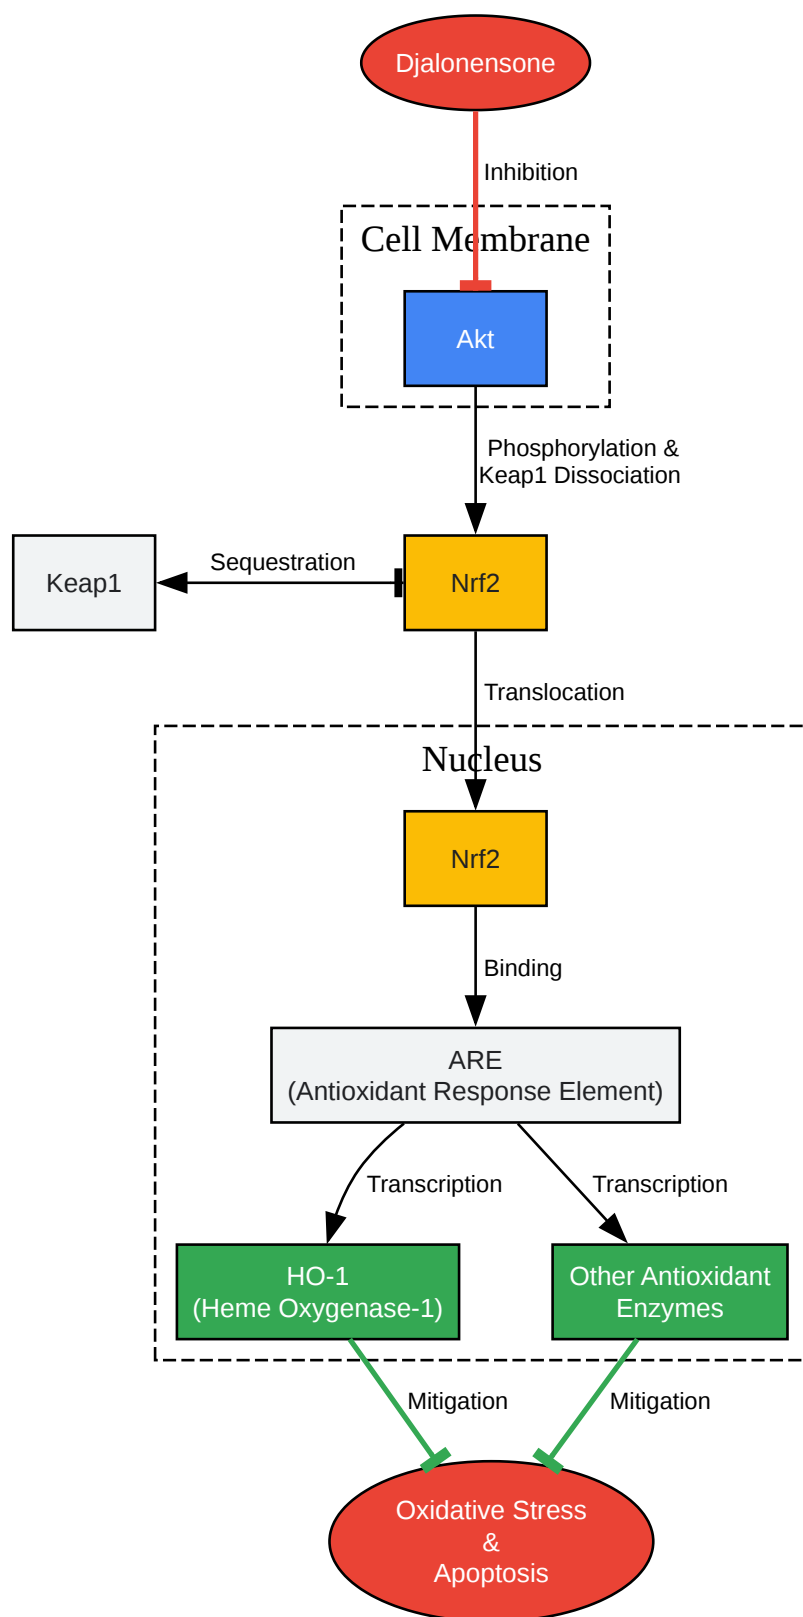 Djalonensone
Inhibition
Cell Membrane
Akt
Phosphorylation &
Keap1 Dissociation
Sequestration
Keap1
Nrf2
Translocation
Nucleus
Nrf2
Binding
ARE
(Antioxidant Response Element)
Transcription
Transcription
HO-1
(Heme Oxygenase-1)
Other Antioxidant
Enzymes
Mitigation
Mitigation
Oxidative Stress
&
Apoptosis